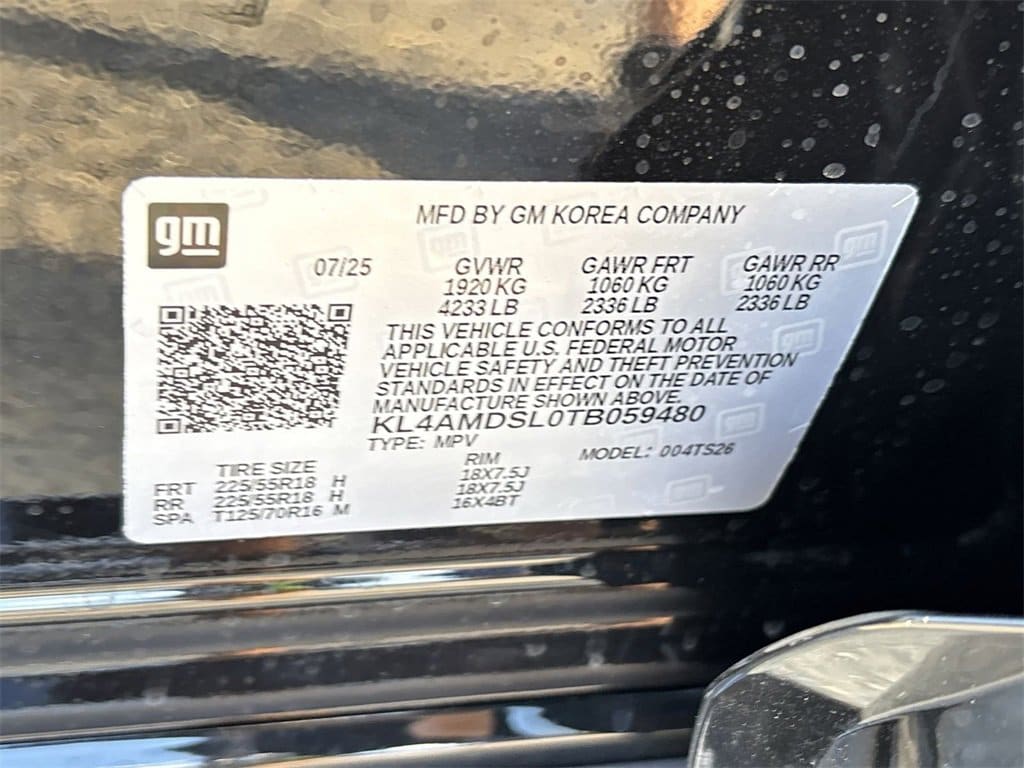 gm
MFD BY GM KOREA COMPANY
07/25 GVWR GAWR FRT GAWR RR
1920 KG 1060 KG 1060 KG
4233 LB 2336 LB 2336 LB
THIS VEHICLE CONFORMS TO ALL
APPLICABLE U.S. FEDERAL MOTOR
VEHICLE SAFETY AND THEFT PREVENTION
STANDARDS IN EFFECT ON THE DATE OF
MANUFACTURE SHOWN ABOVE.
KL4AMDSL0TB059480
TYPE: MPV MODEL: 004TS26
TIRE SIZE RIM
FRT 225/55R18 H 18X7.5J
RR 225/55R18 H 18X7.5J
SPA T125/70R16 M 16X4BT